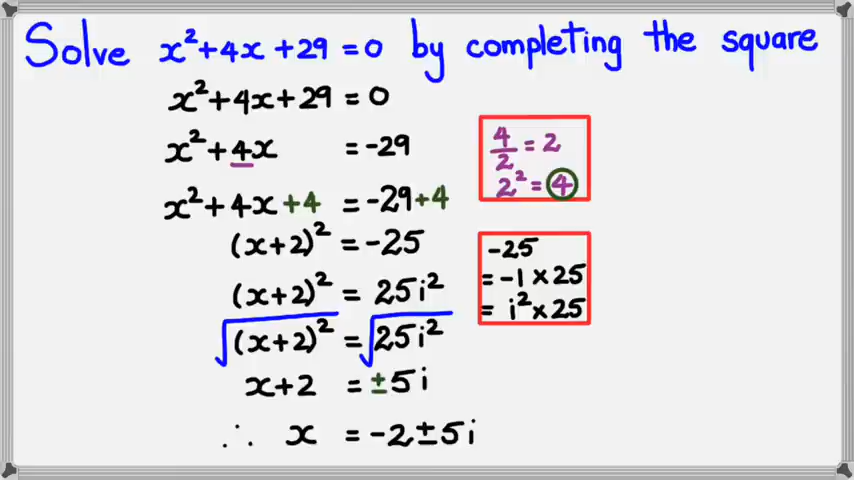 Solve x²+4x+29=0 by completing the square
x²+4x+29=0
x²+4x =-29
x²+4x+4 =-29+4
(x+2)²=-25
(x+2)²=25i²
√(x+2)²=√25i²
x+2 =±5i
∴ x =-2±5i
4/2=2
2²=4
-25
=-1×25
=i²×25